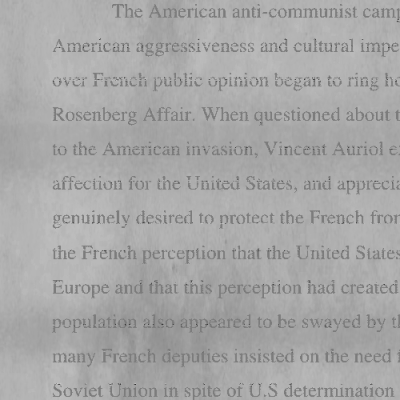 The American anti-communist camp
American aggressiveness and cultural impe
over French public opinion began to ring ho
Rosenberg Affair. When questioned about t
to the American invasion, Vincent Auriol e
affection for the United States, and apprecia
genuinely desired to protect the French from
the French perception that the United States
Europe and that this perception had created
population also appeared to be swayed by th
many French deputies insisted on the need f
Soviet Union in spite of U.S determination